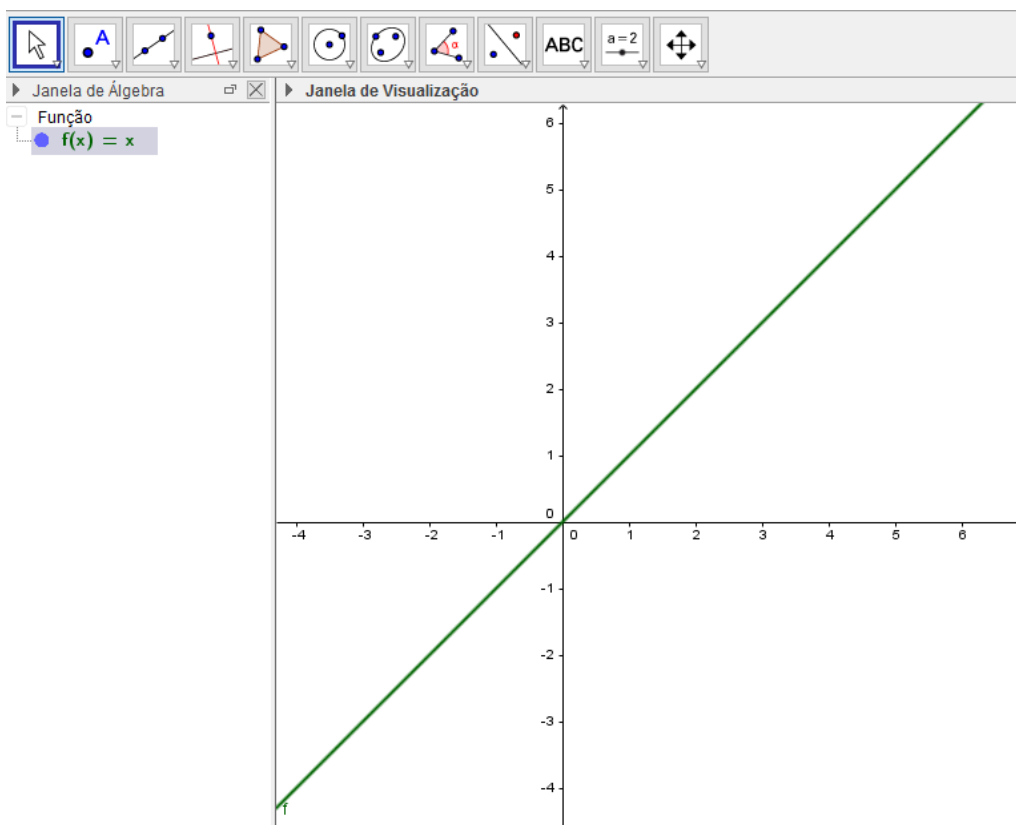 A
α
ABC
a=2
Janela de Álgebra
Janela de Visualização
Função
f(x) = x
6
5
4
3
2
1
0
-4 -3 -2 -1 0 1 2 3 4 5 6
-1
-2
-3
-4
f